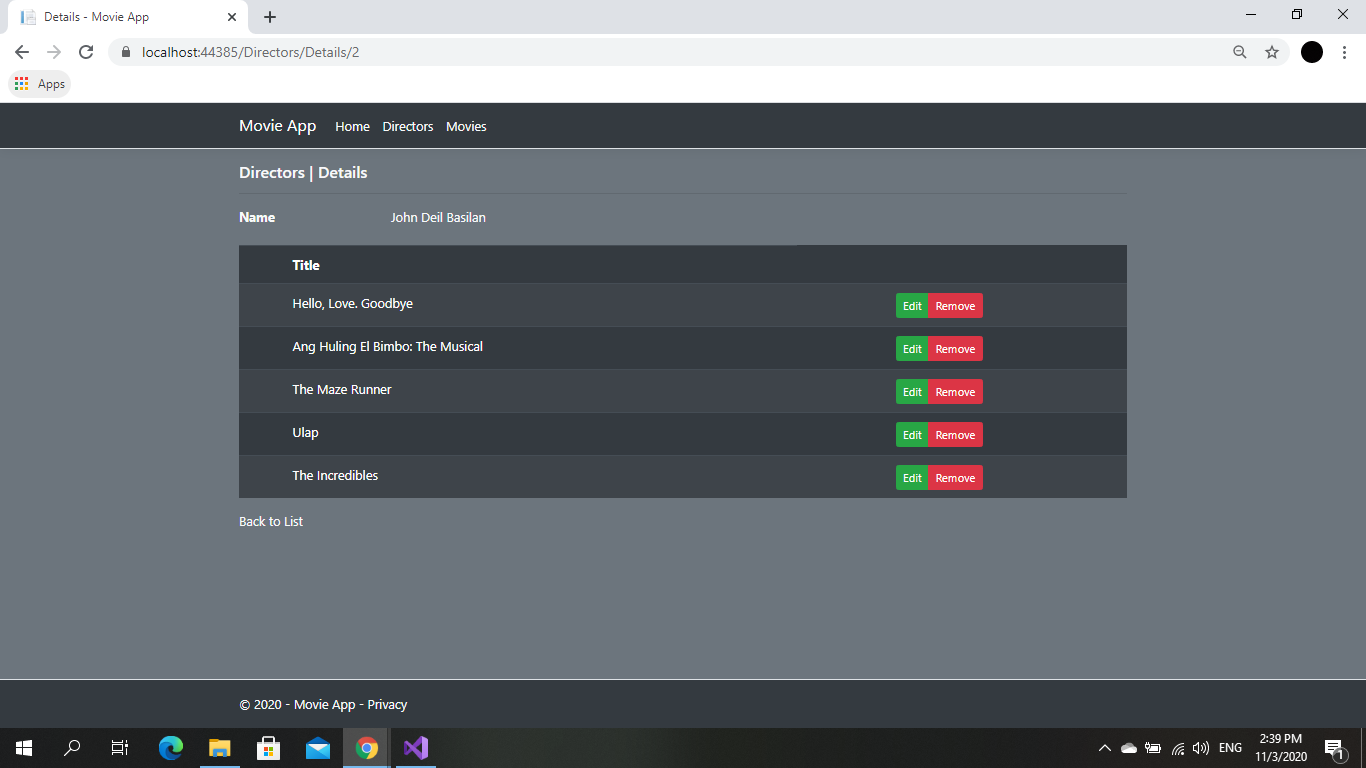 Details - Movie App
localhost:44385/Directors/Details/2
Apps
Movie App Home Directors Movies
Directors | Details
Name John Deil Basilan
Title
Hello, Love. Goodbye Edit Remove
Ang Huling El Bimbo: The Musical Edit Remove
The Maze Runner Edit Remove
Ulap Edit Remove
The Incredibles Edit Remove
Back to List
© 2020 - Movie App - Privacy
ENG
2:39 PM
11/3/2020
1